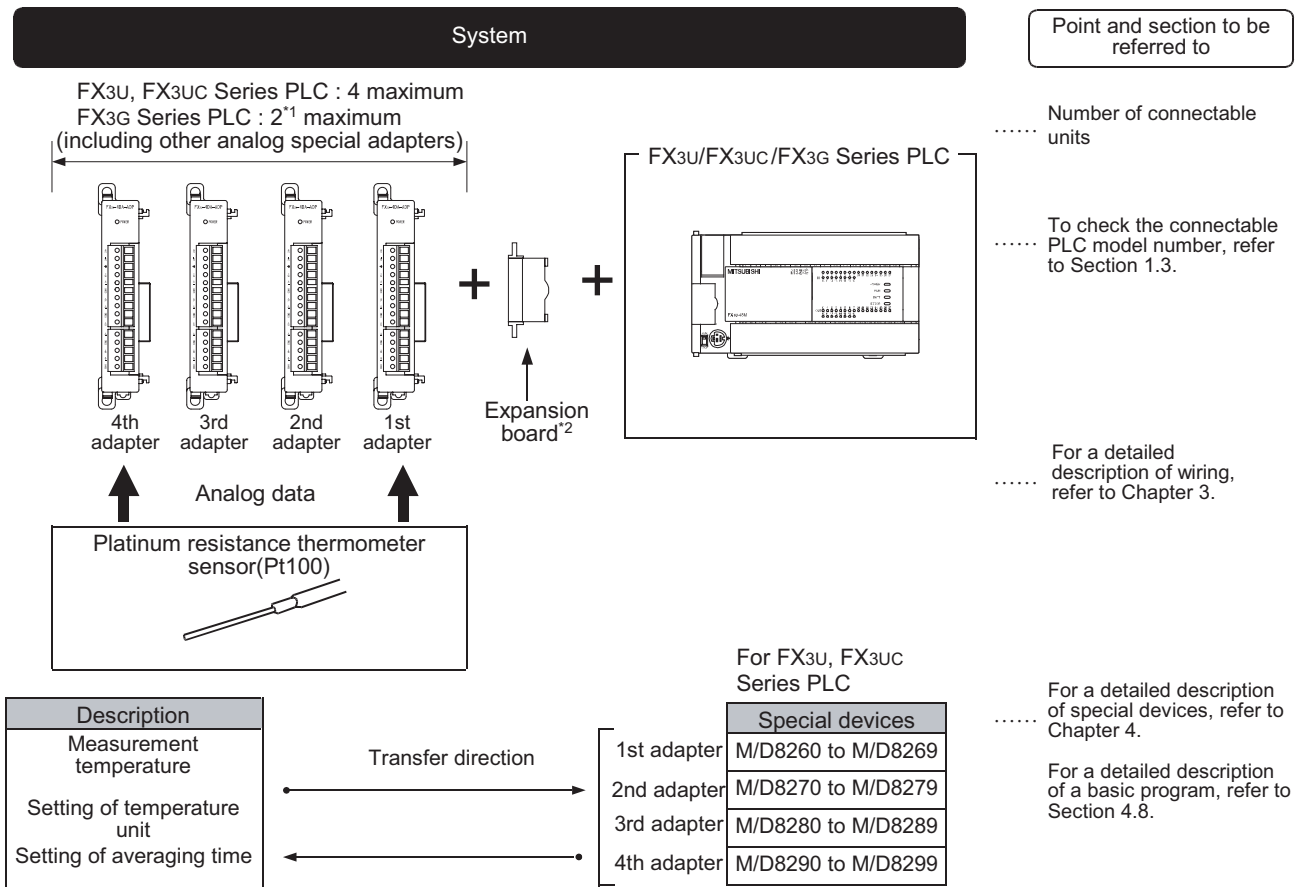 System
Point and section to be
referred to
FX3U, FX3UC Series PLC : 4 maximum
FX3G Series PLC : 2*1 maximum
(including other analog special adapters)
...... Number of connectable
units
FX3U/FX3UC/FX3G Series PLC
To check the connectable
...... PLC model number, refer
to Section 1.3.
POWER
POWER
POWER
POWER
MITSUBISHI
+
+
4th
adapter
3rd
adapter
2nd
adapter
1st
adapter
Expansion
board*2
For a detailed
description of wiring,
...... refer to Chapter 3.
Analog data
Platinum resistance thermometer
sensor(Pt100)
For FX3U, FX3UC
Series PLC
Description
Measurement
temperature
Setting of temperature
unit
Setting of averaging time
Transfer direction
Special devices
1st adapter M/D8260 to M/D8269
2nd adapter M/D8270 to M/D8279
3rd adapter M/D8280 to M/D8289
4th adapter M/D8290 to M/D8299
For a detailed description
...... of special devices, refer to
Chapter 4.
For a detailed description
of a basic program, refer to
Section 4.8.